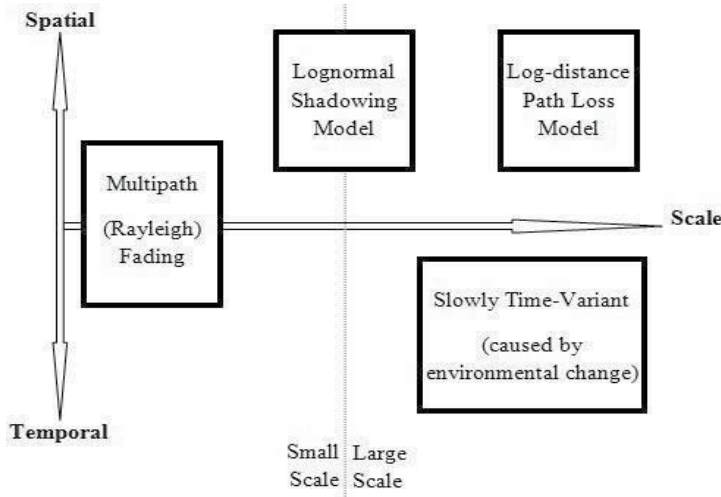 Spatial
Lognormal
Shadowing
Model
Log-distance
Path Loss
Model
Multipath
(Rayleigh)
Fading
Scale
Slowly Time-Variant
(caused by
environmental change)
Temporal
Small
Scale
Large
Scale